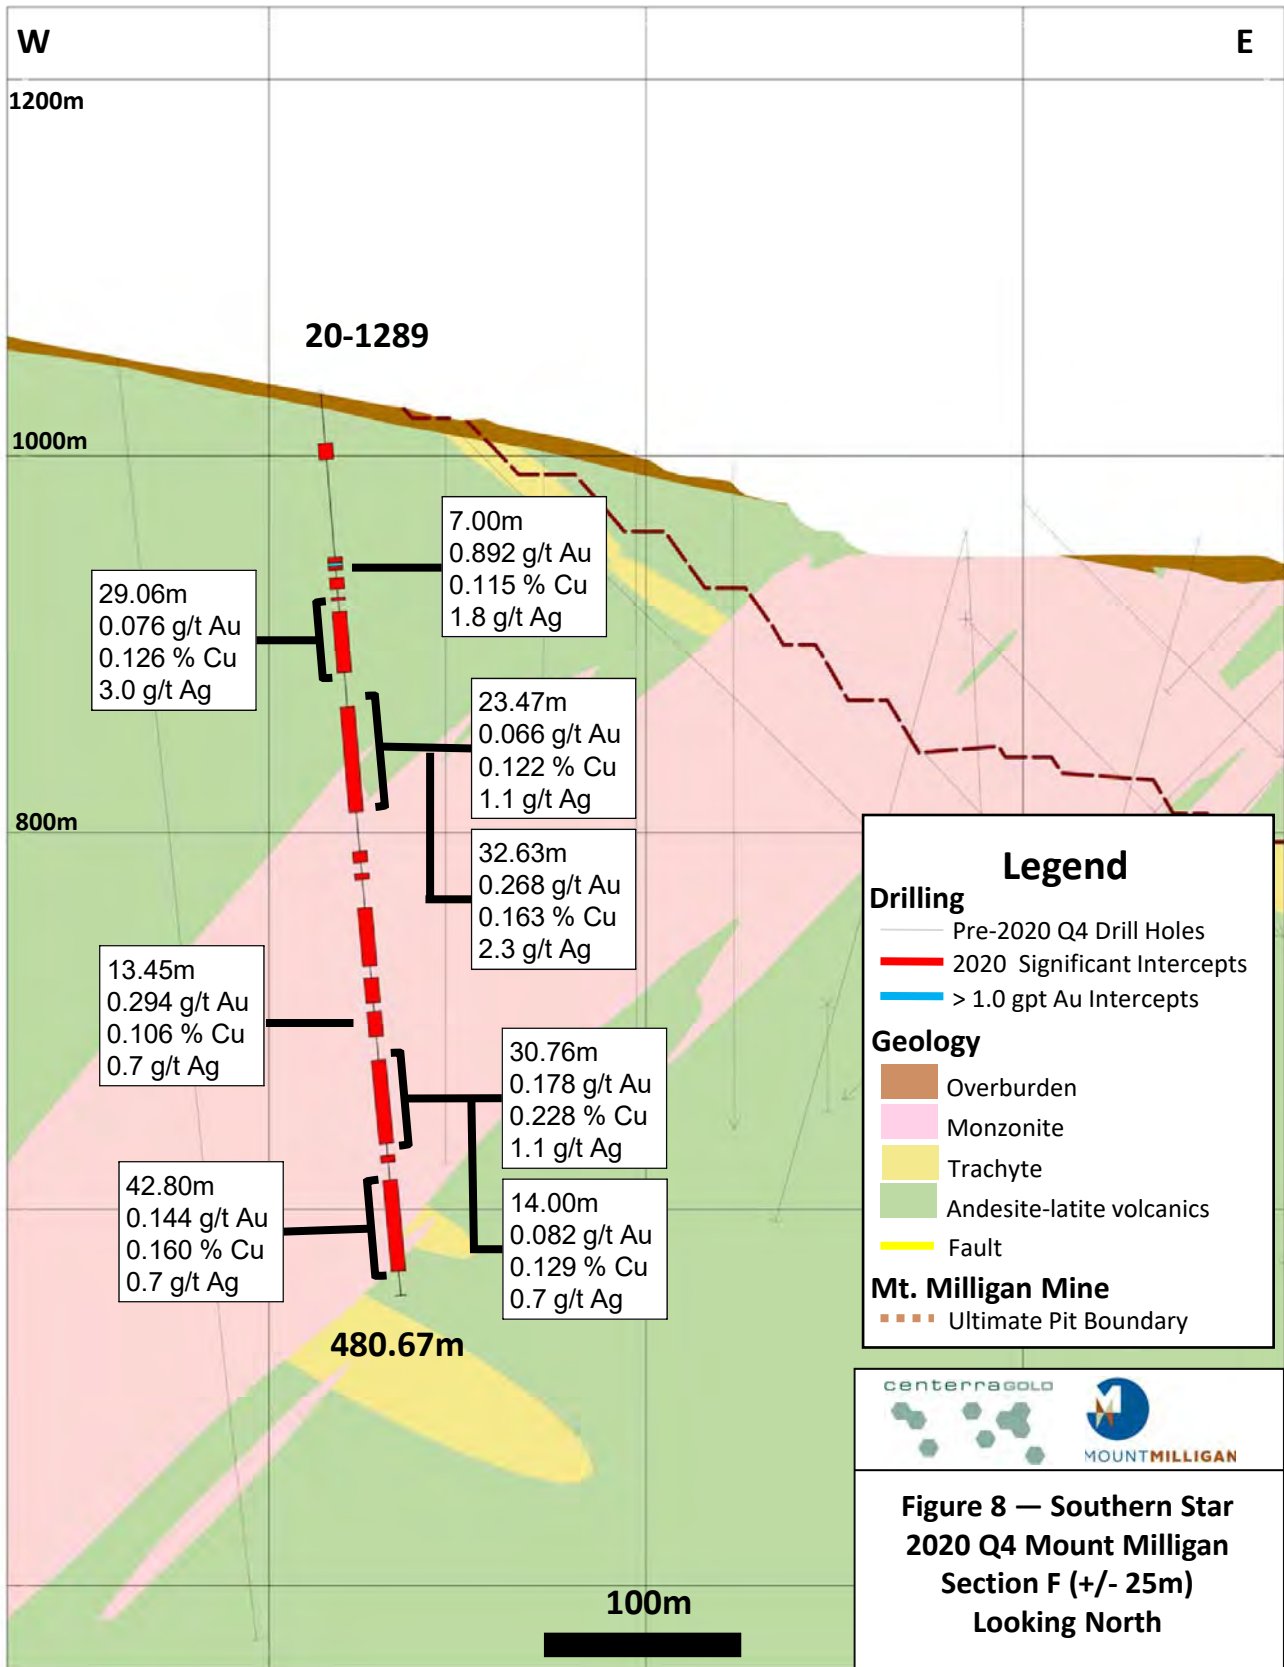 W
E
1200m
20-1289
1000m
7.00m
0.892 g/t Au
0.115 % Cu
1.8 g/t Ag
29.06m
0.076 g/t Au
0.126 % Cu
3.0 g/t Ag
23.47m
0.066 g/t Au
0.122 % Cu
1.1 g/t Ag
800m
32.63m
0.268 g/t Au
0.163 % Cu
2.3 g/t Ag
13.45m
0.294 g/t Au
0.106 % Cu
0.7 g/t Ag
30.76m
0.178 g/t Au
0.228 % Cu
1.1 g/t Ag
42.80m
0.144 g/t Au
0.160 % Cu
0.7 g/t Ag
14.00m
0.082 g/t Au
0.129 % Cu
0.7 g/t Ag
480.67m
100m
Legend
Drilling
Pre-2020 Q4 Drill Holes
2020 Significant Intercepts
> 1.0 gpt Au Intercepts
Geology
Overburden
Monzonite
Trachyte
Andesite-latite volcanics
Fault
Mt. Milligan Mine
Ultimate Pit Boundary
centerraGOLD
MOUNTMILLIGAN
Figure 8 — Southern Star
2020 Q4 Mount Milligan
Section F (+/- 25m)
Looking North